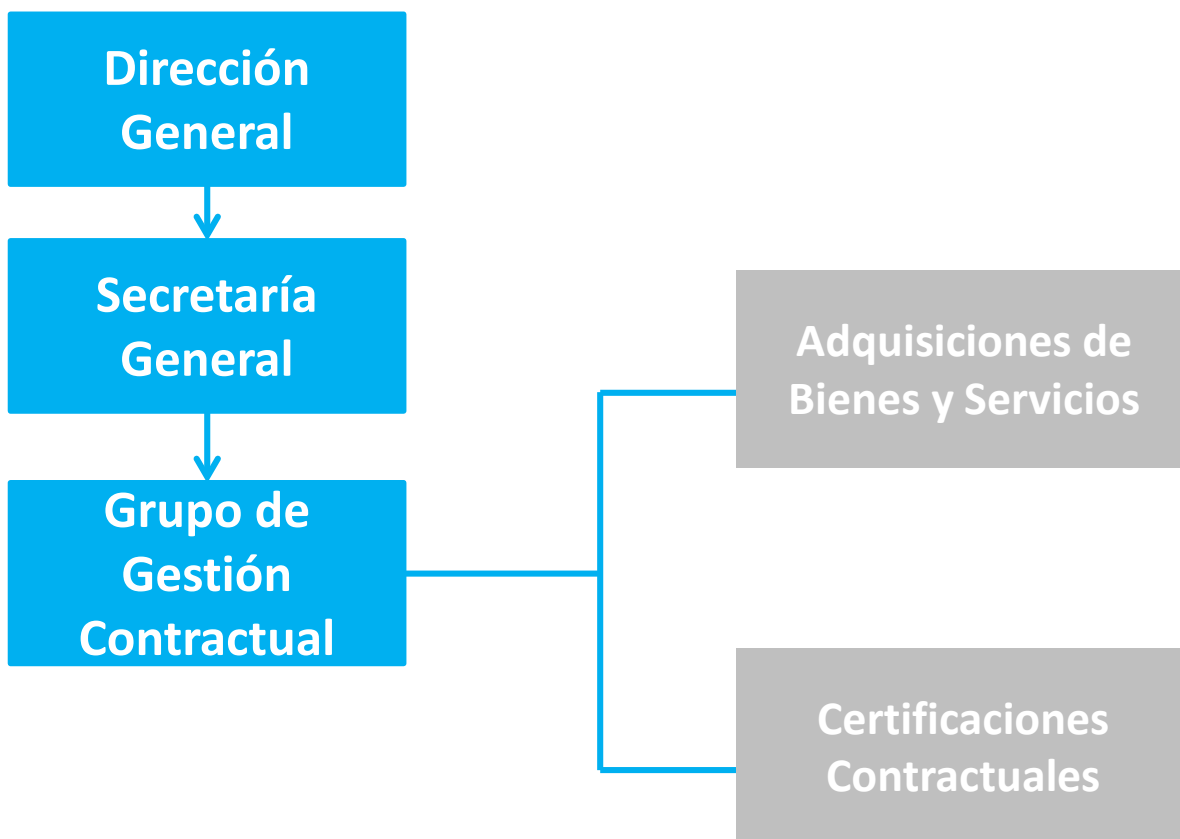 Dirección
General
Secretaría
General
Grupo de
Gestión
Contractual
Adquisiciones de
Bienes y Servicios
Certificaciones
Contractuales